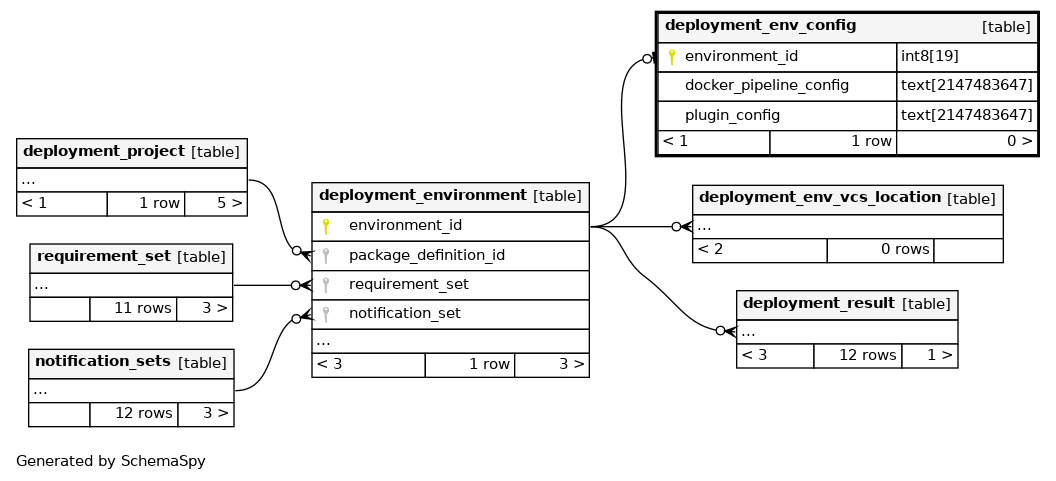 deployment_env_config [table]
environment_id int8[19]
docker_pipeline_config text[2147483647]
plugin_config text[2147483647]
< 1 1 row 0 >
deployment_project [table]
...
< 1 1 row 5 >
requirement_set [table]
...
11 rows 3 >
notification_sets [table]
...
12 rows 3 >
deployment_environment [table]
environment_id
package_definition_id
requirement_set
notification_set
...
< 3 1 row 3 >
deployment_env_vcs_location [table]
...
< 2 0 rows
deployment_result [table]
...
< 3 12 rows 1 >
Generated by SchemaSpy